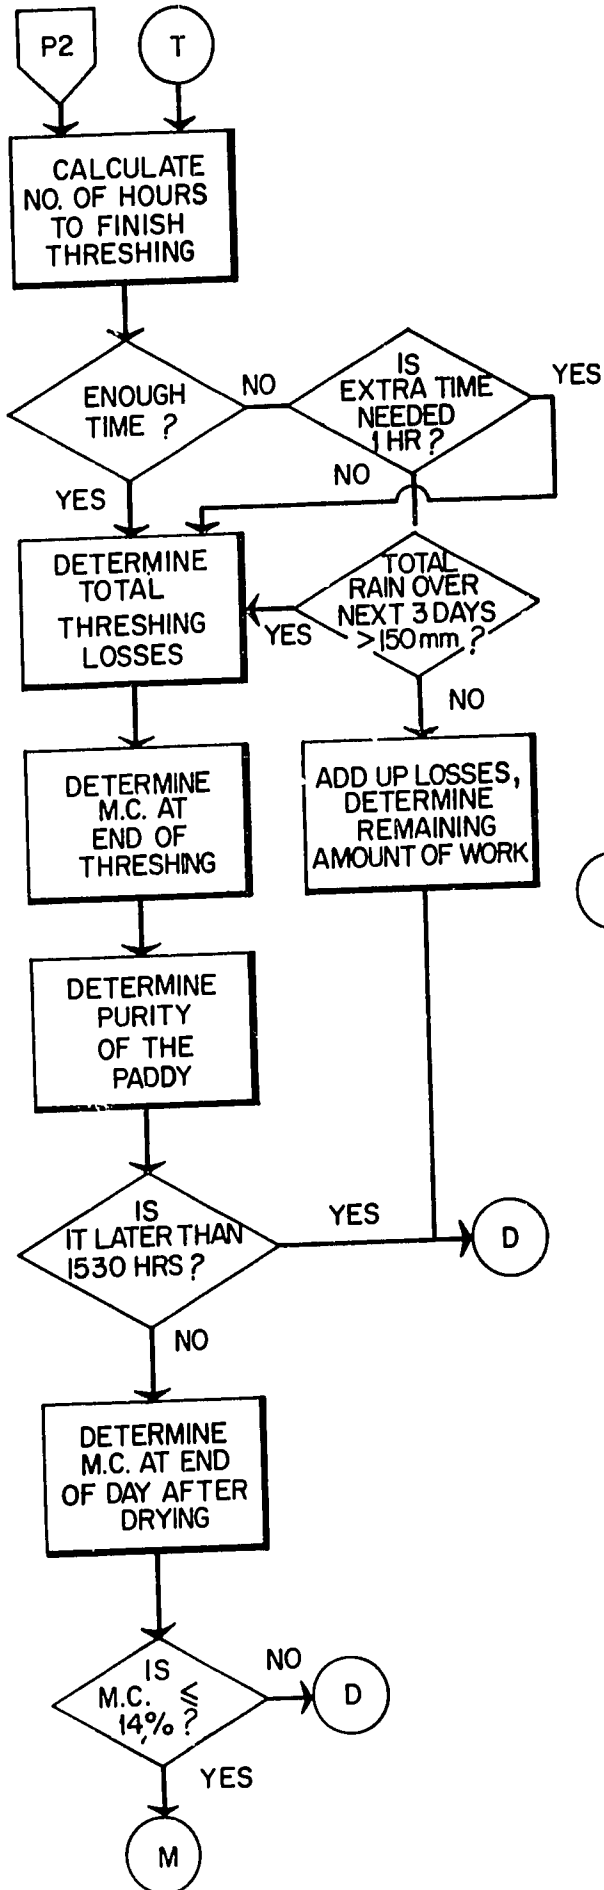 P2
T
CALCULATE
NO. OF HOURS
TO FINISH
THRESHING
ENOUGH
TIME ?
NO
IS
EXTRA TIME
NEEDED
1 HR ?
YES
NO
YES
DETERMINE
TOTAL
THRESHING
LOSSES
TOTAL
RAIN OVER
NEXT 3 DAYS
>150mm ?
YES
NO
DETERMINE
M.C. AT
END OF
THRESHING
ADD UP LOSSES,
DETERMINE
REMAINING
AMOUNT OF WORK
DETERMINE
PURITY
OF THE
PADDY
IS
IT LATER THAN
1530 HRS ?
YES
D
NO
DETERMINE
M.C. AT END
OF DAY AFTER
DRYING
IS
M.C. ≤
14% ?
NO
D
YES
M